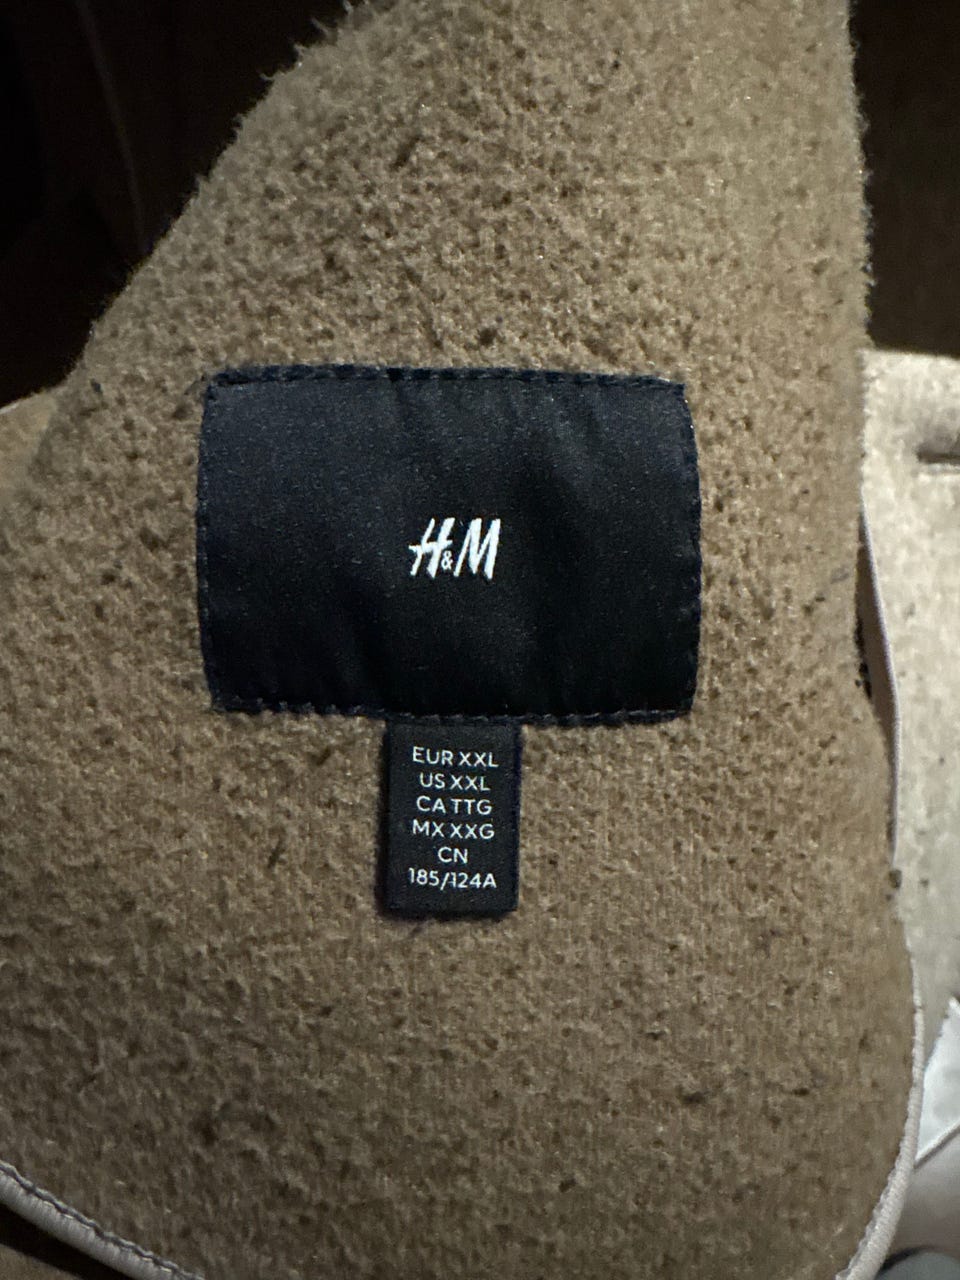 H&M
EUR XXL
US XXL
CA TTG
MX XXG
CN
185/124A